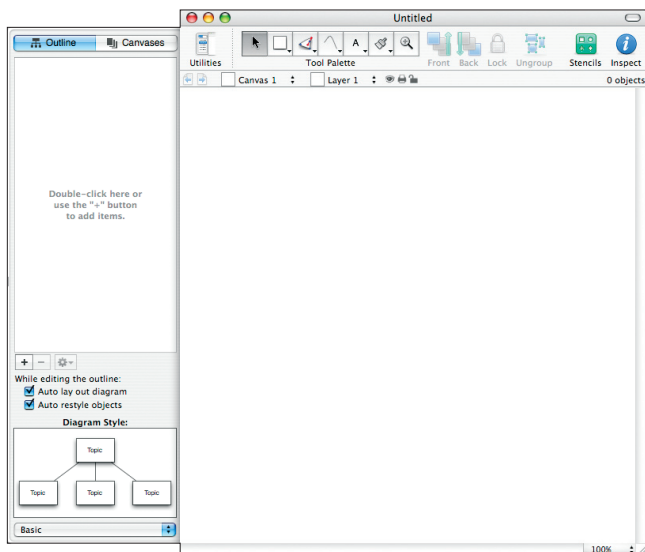 Untitled
Outline Canvases
Utilities Tool Palette Front Back Lock Ungroup Stencils Inspect
A
Canvas 1 Layer 1 0 objects
Double-click here or
use the "+" button
to add items.
While editing the outline:
Auto lay out diagram
Auto restyle objects
Diagram Style:
Topic
Topic Topic Topic
Basic
100%